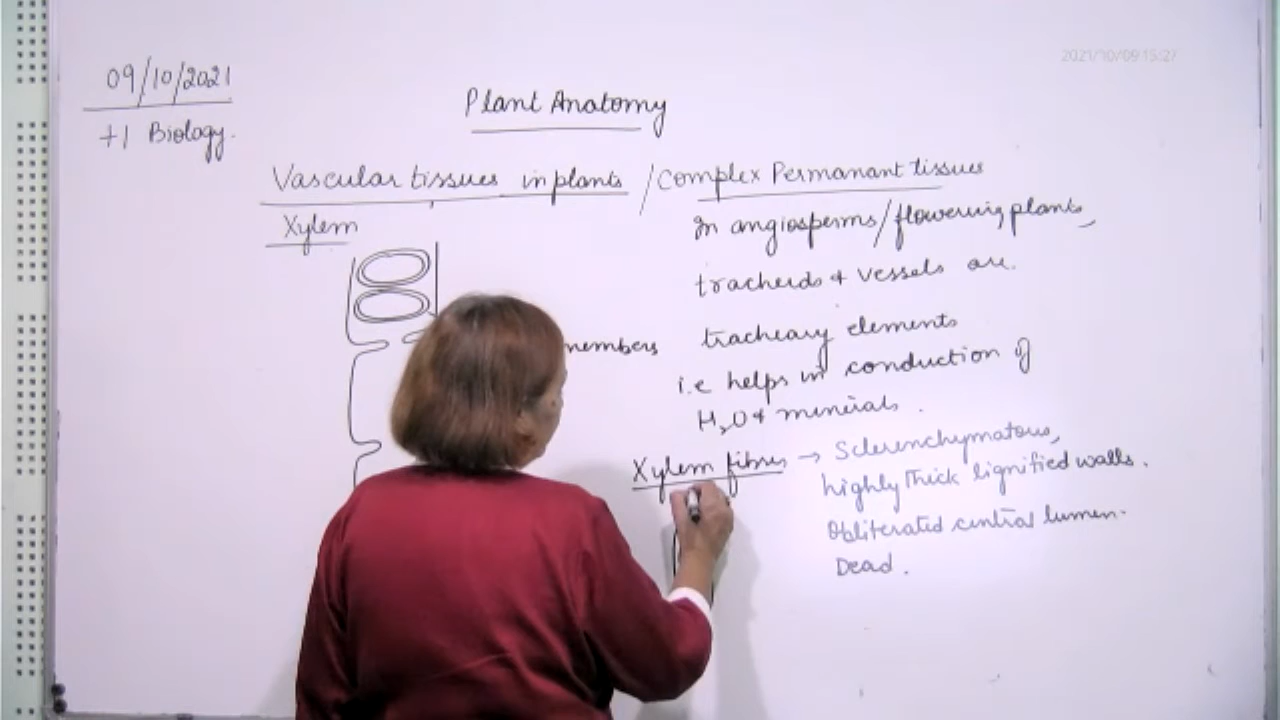 2021/10/09 15:27
09/10/2021
+1 Biology.
Plant Anatomy
Vascular tissues in plants / Complex Permanant tissues
Xylem
In angiosperms/flowering plants,
tracheids & vessels are.
members
tracheary elements
i.e helps in conduction of
H2O & minerals.
Xylem fibres → Sclerenchymatous,
highly thick lignified walls.
Obliterated central lumen.
Dead.